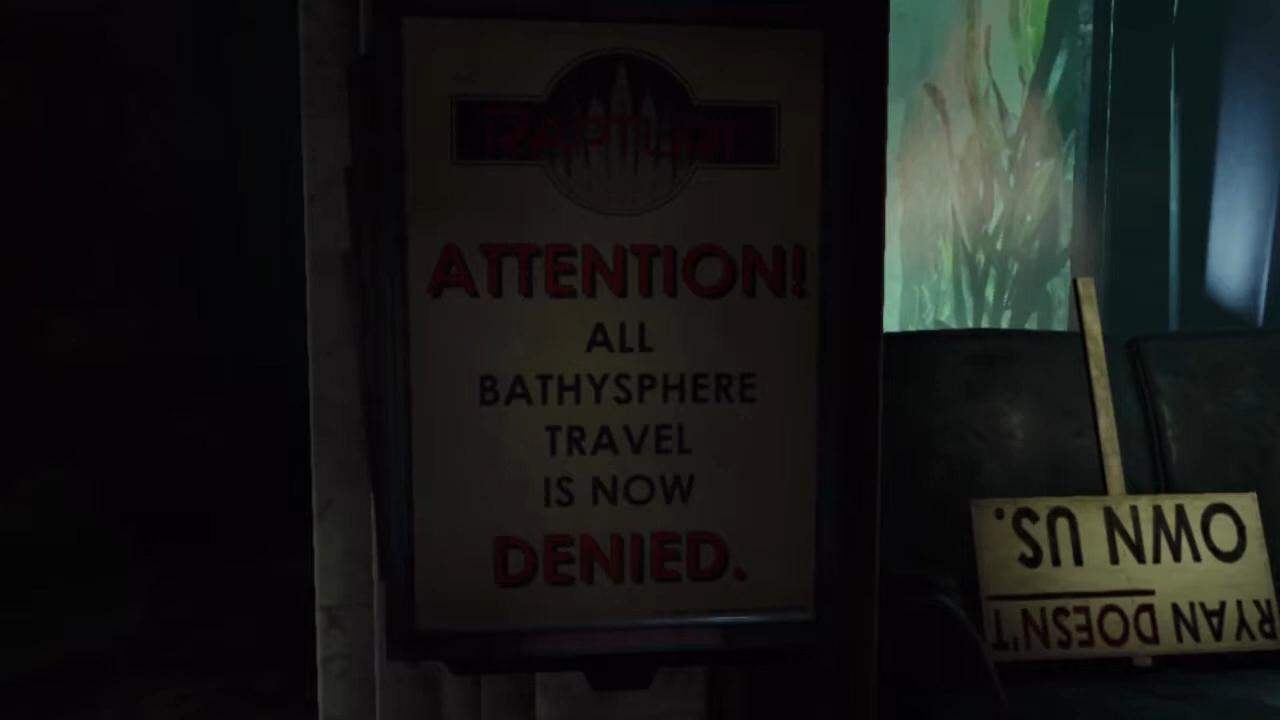 RAPTURE
ATTENTION!
ALL
BATHYSPHERE
TRAVEL
IS NOW
DENIED.
RYAN DOESN'T
OWN US.